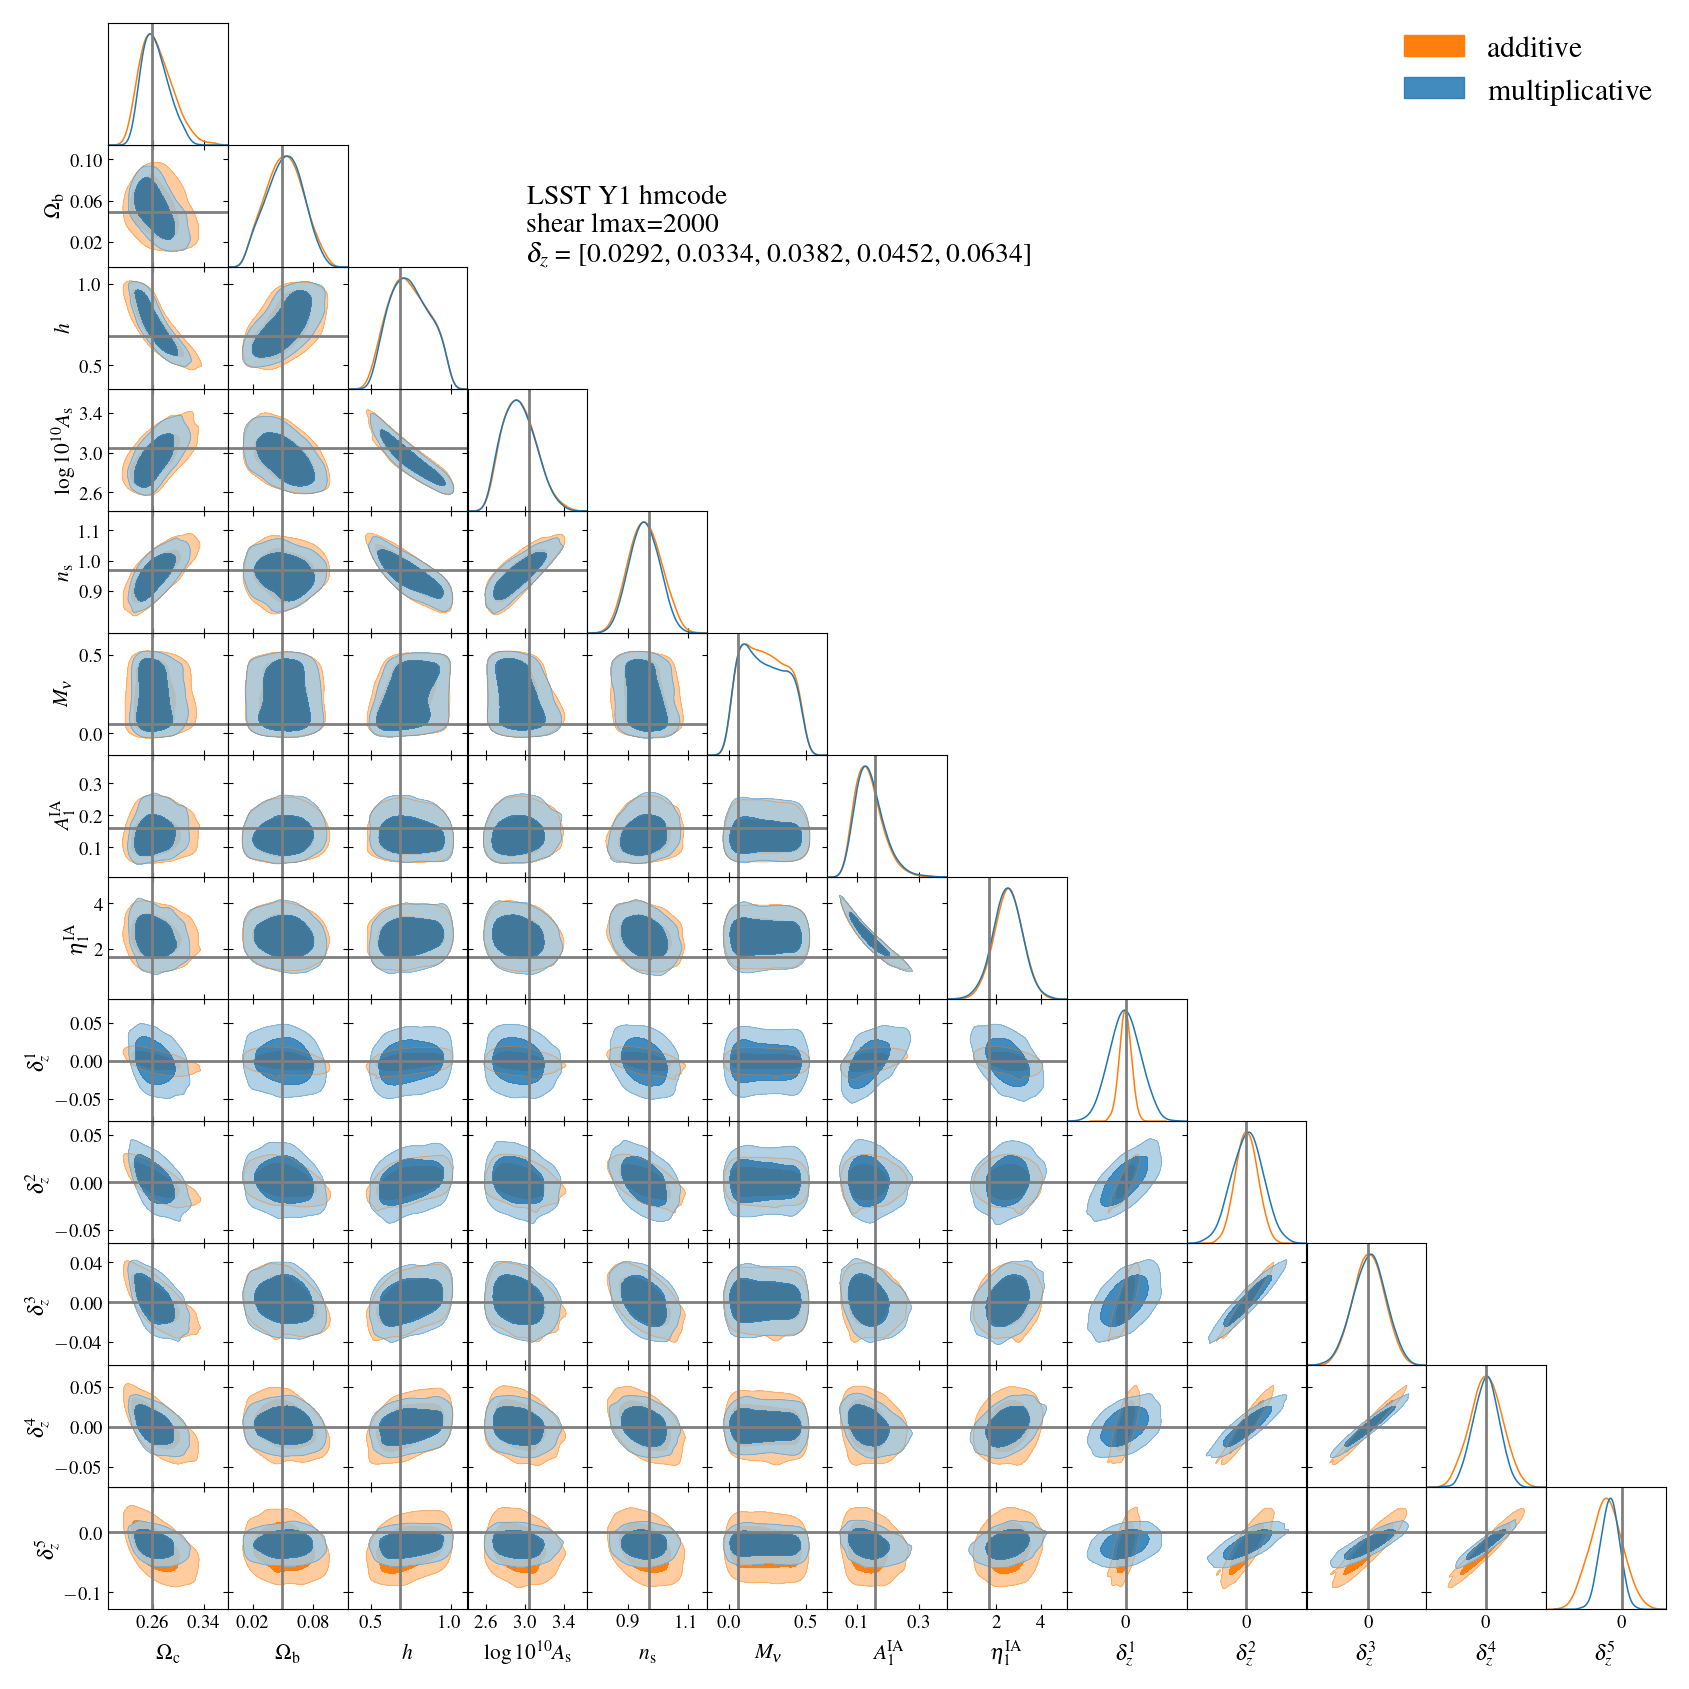 additive
multiplicative
LSST Y1 hmcode
shear lmax=2000
δz = [0.0292, 0.0334, 0.0382, 0.0452, 0.0634]
Ωb
0.10
0.06
0.02
h
1.0
0.5
log 10¹⁰As
3.4
3.0
2.6
ns
1.1
1.0
0.9
Mν
0.5
0.0
A₁ᴵᴬ
0.3
0.2
0.1
η₁ᴵᴬ
4
2
δz¹
0.05
0.00
−0.05
δz²
0.05
0.00
−0.05
δz³
0.04
0.00
−0.04
δz⁴
0.05
0.00
−0.05
δz⁵
0.0
−0.1
0.26 0.34 0.02 0.08 0.5 1.0 2.6 3.0 3.4 0.9 1.1 0.0 0.5 0.1 0.3 2 4 0 0 0 0 0
Ωc Ωb h log 10¹⁰As ns Mν A₁ᴵᴬ η₁ᴵᴬ δz¹ δz² δz³ δz⁴ δz⁵